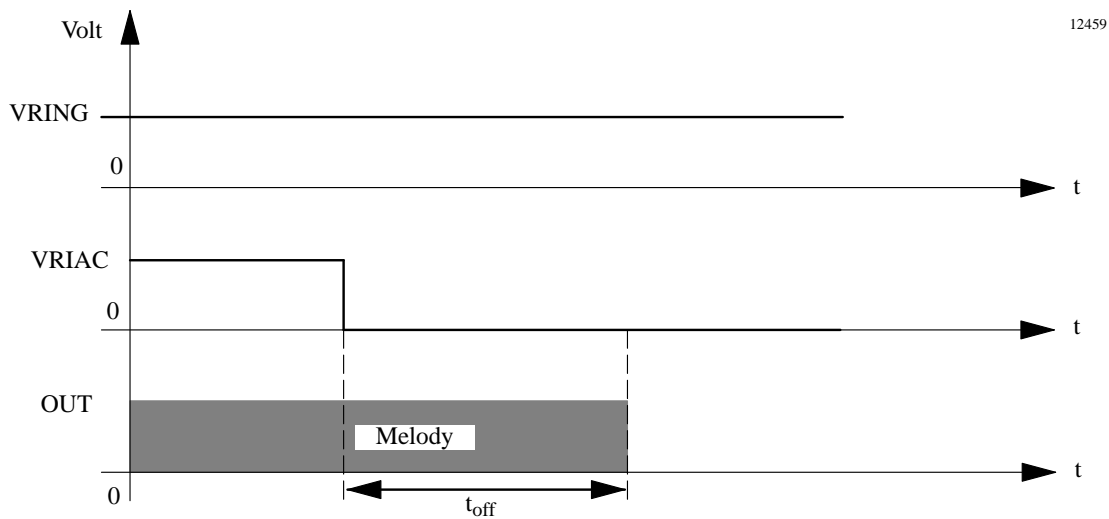 Volt
12459
VRING
0
t
VRIAC
0
t
OUT
Melody
t
0
toff